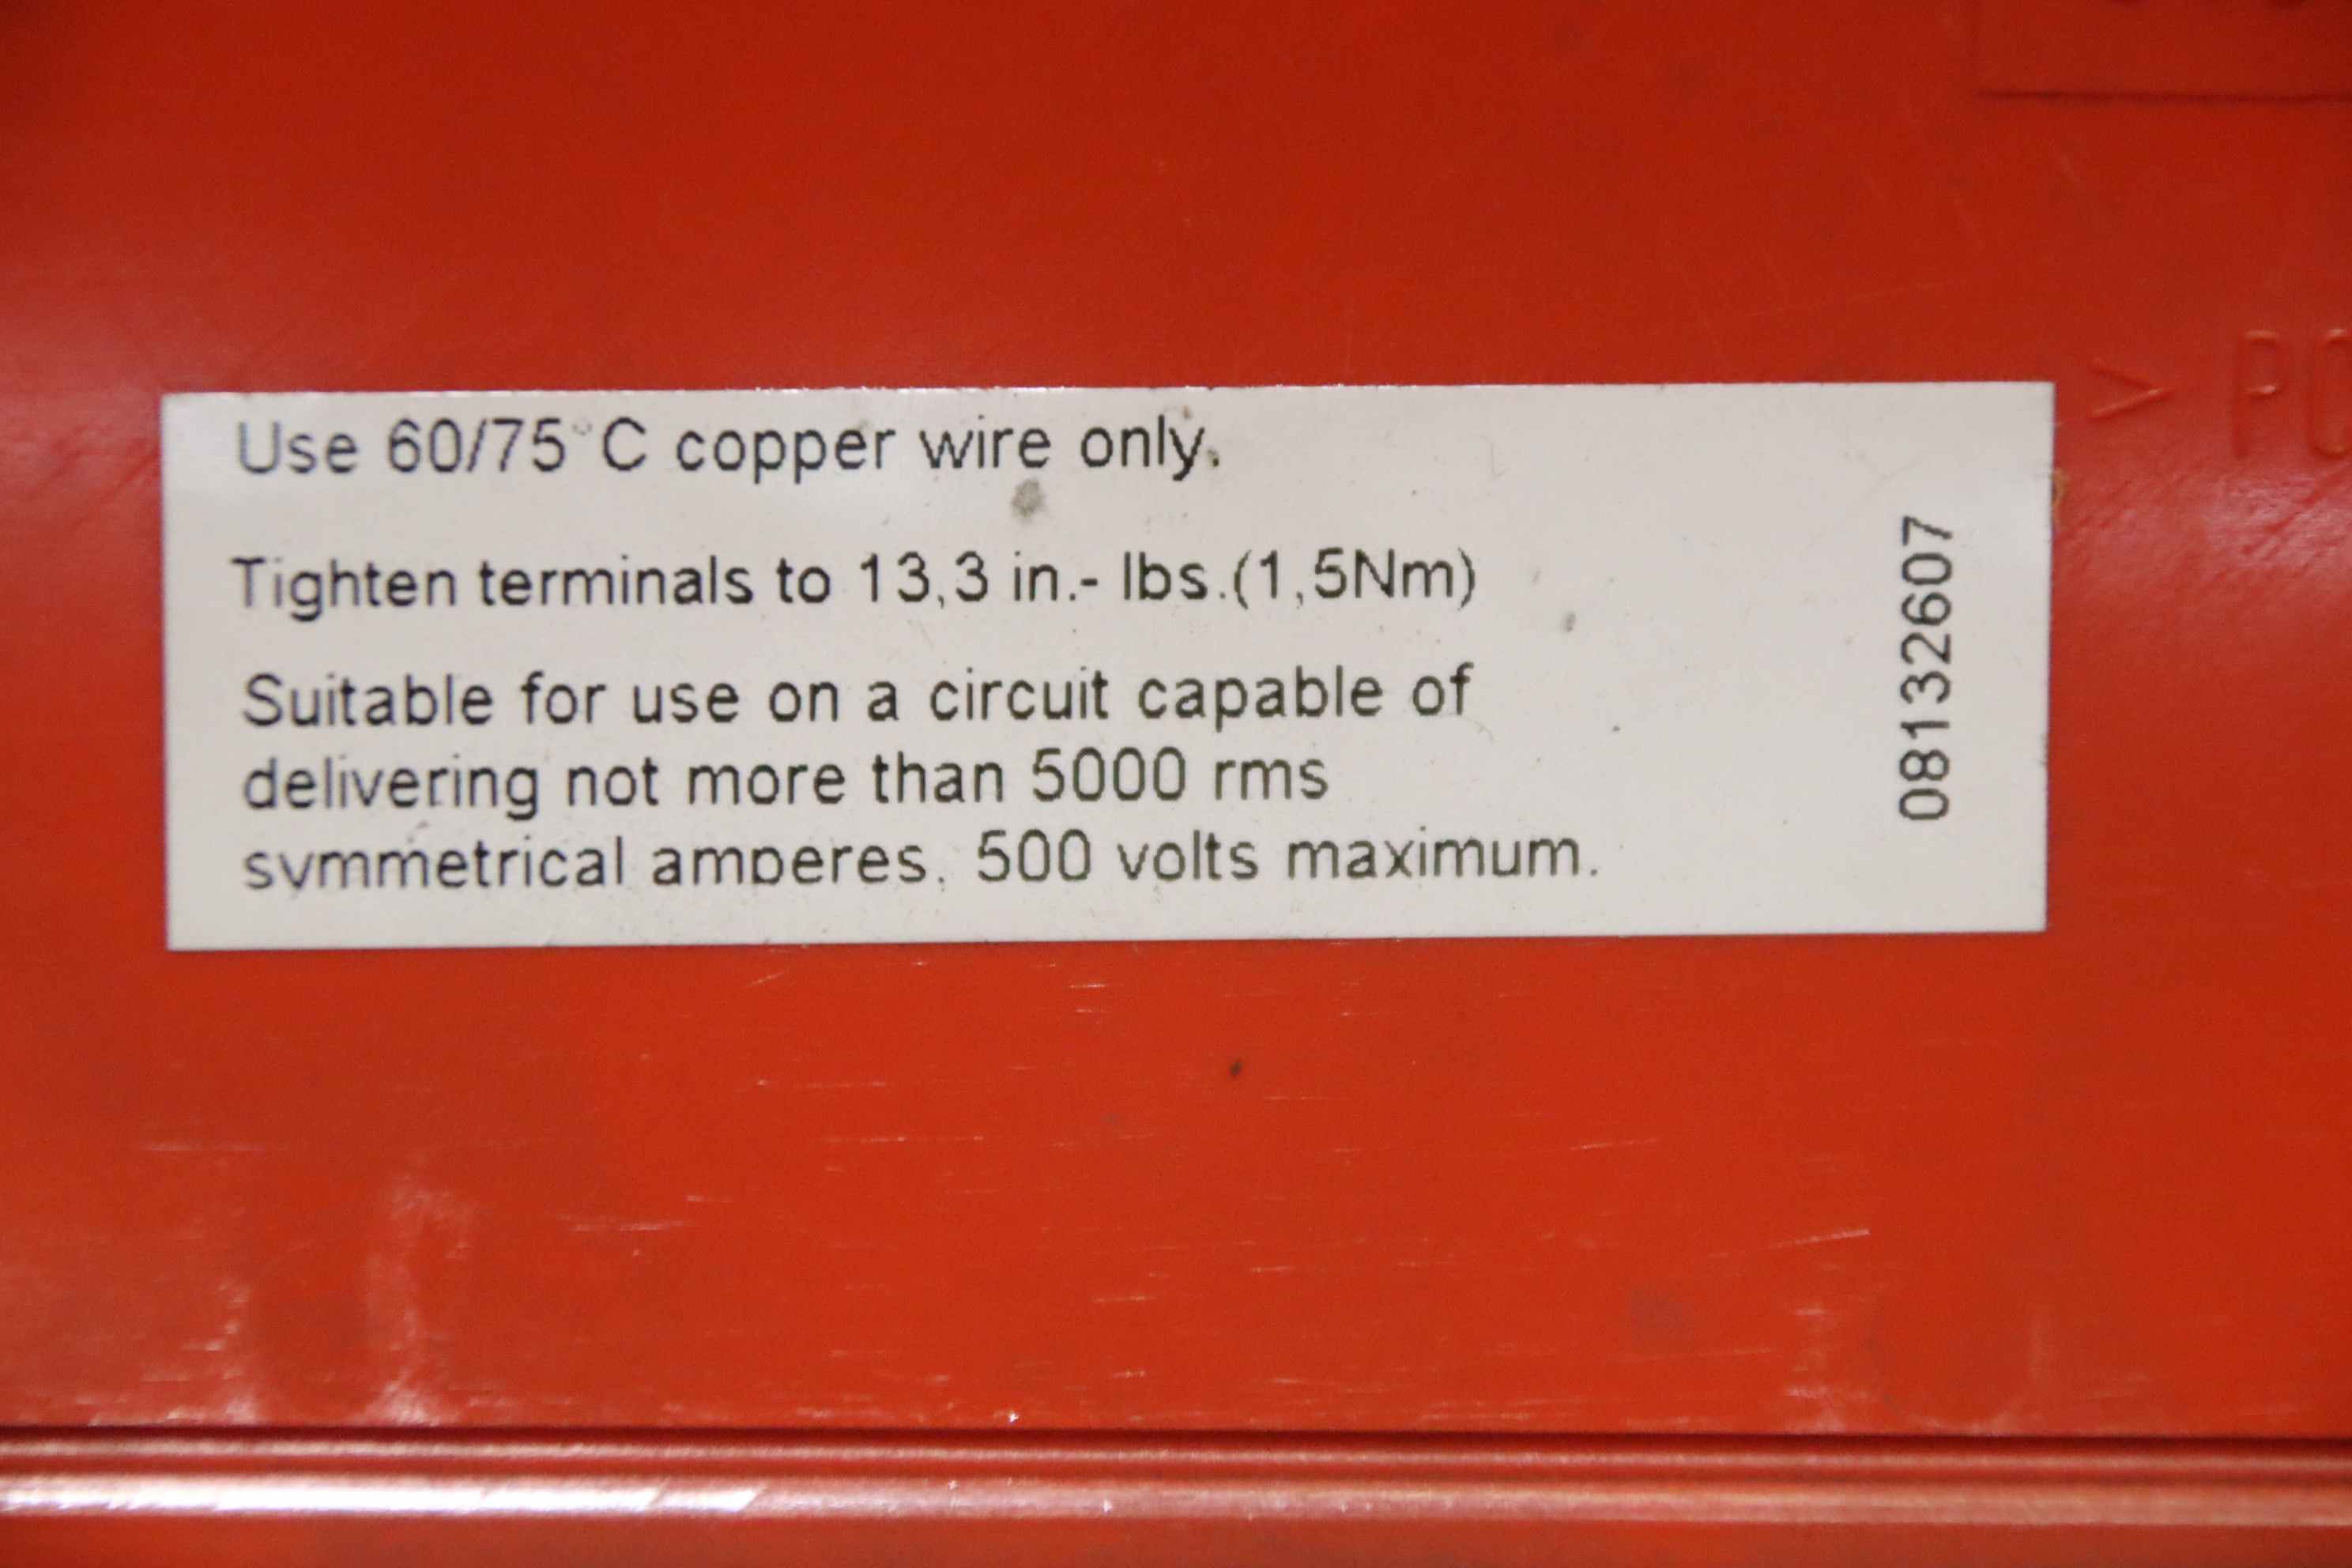 Use 60/75°C copper wire only.
Tighten terminals to 13,3 in.- lbs.(1,5Nm)
Suitable for use on a circuit capable of
delivering not more than 5000 rms
symmetrical amperes. 500 volts maximum.
08132607
> PC